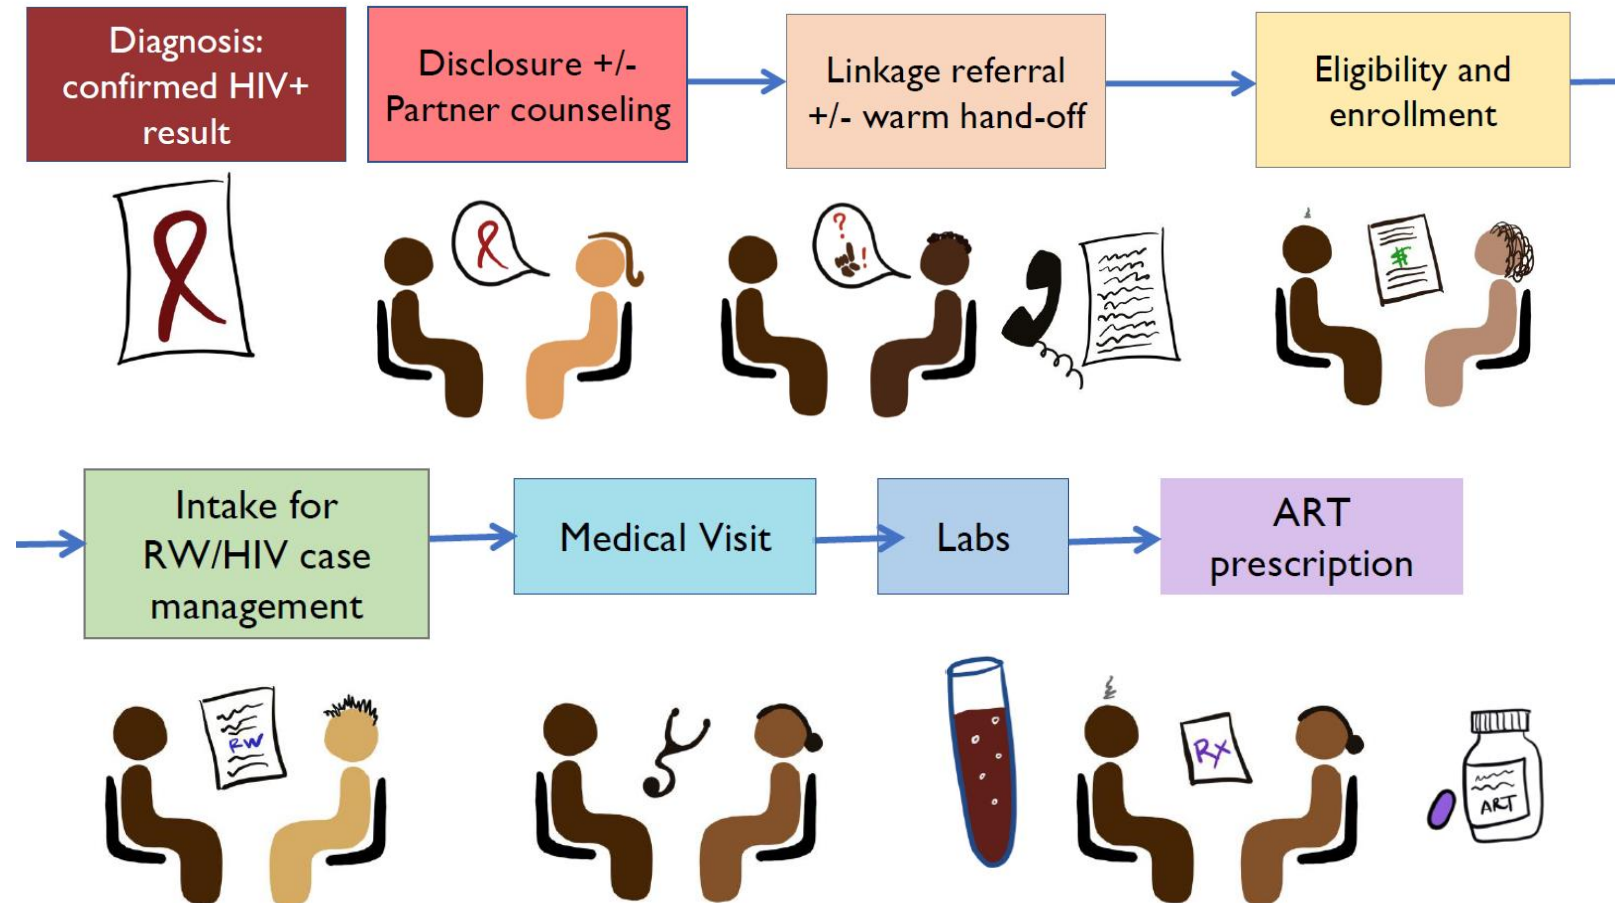 Diagnosis:
confirmed HIV+
result
Disclosure +/-
Partner counseling
Linkage referral
+/- warm hand-off
Eligibility and
enrollment
?
!
#
Intake for
RW/HIV case
management
Medical Visit
Labs
ART
prescription
RW
Rx
ART